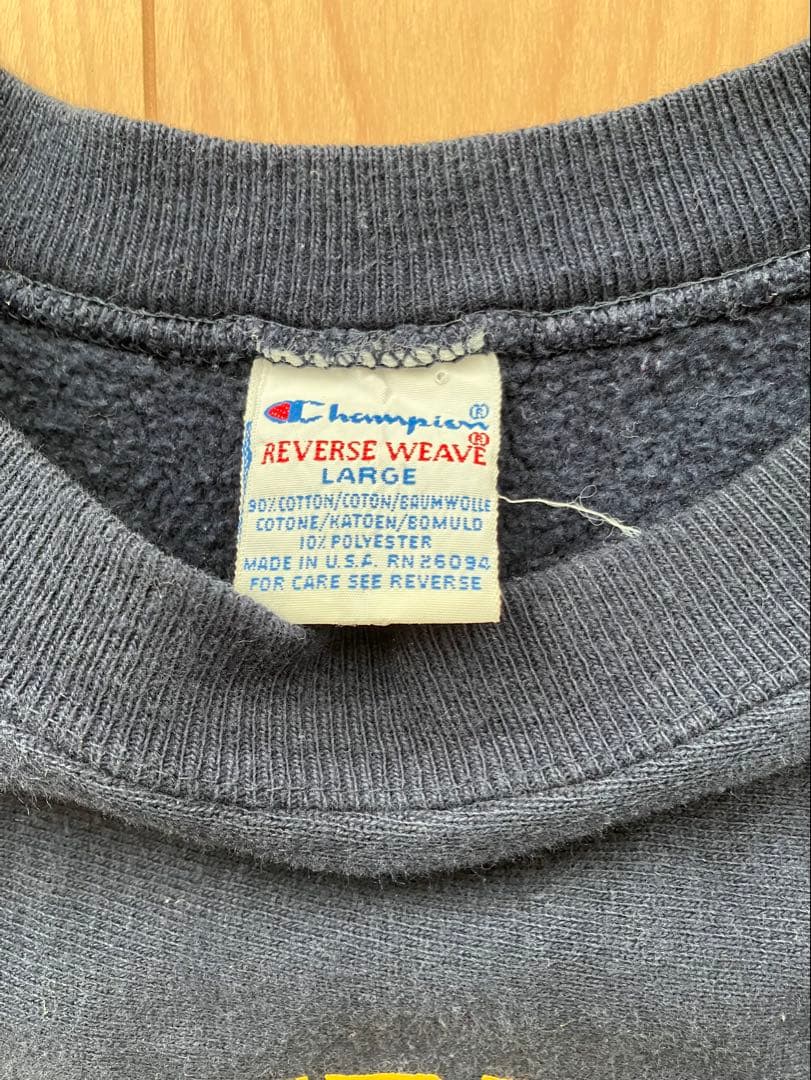 Champion®
REVERSE WEAVE®
LARGE
90% COTTON/COTON/BAUMWOLLE
COTONE/KATOEN/BOMULD
10% POLYESTER
MADE IN U.S.A. RN 26094
FOR CARE SEE REVERSE